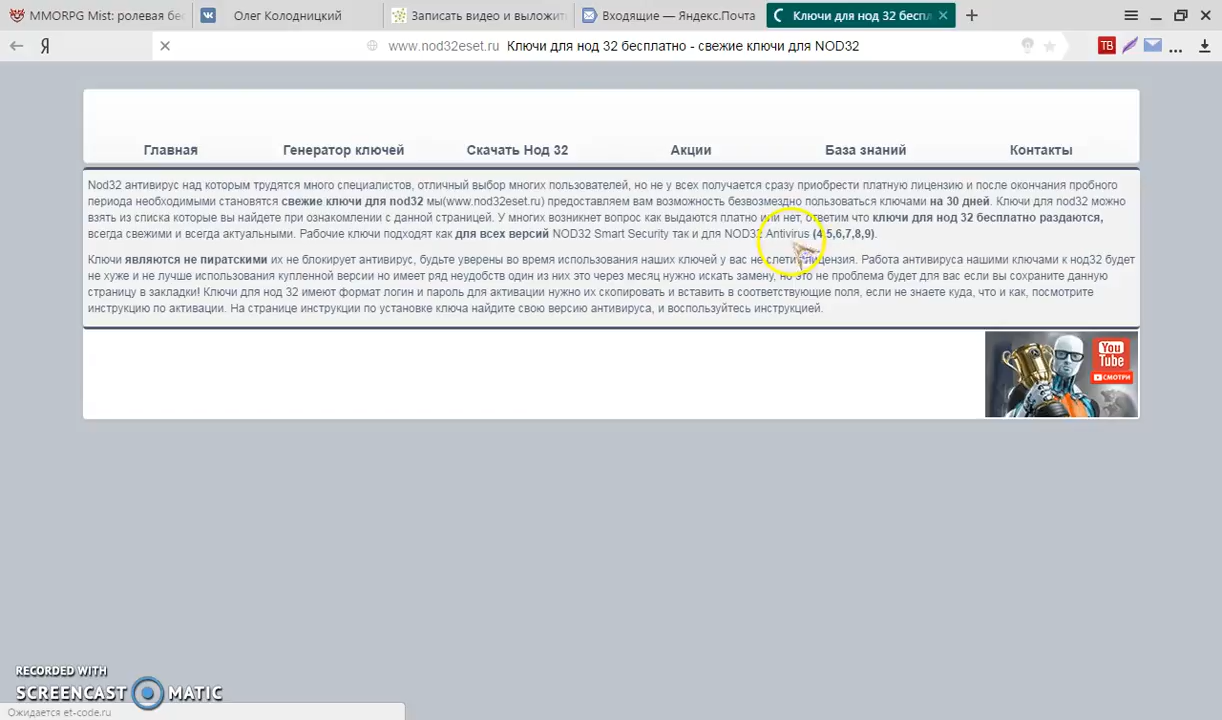 MMORPG Mist: ролевая бе
Олег Колодницкий
Записать видео и выложит
Входящие — Яндекс.Почта
Ключи для нод 32 беспл
www.nod32eset.ru Ключи для нод 32 бесплатно - свежие ключи для NOD32
ТВ
Главная
Генератор ключей
Скачать Нод 32
Акции
База знаний
Контакты
Nod32 антивирус над которым трудятся много специалистов, отличный выбор многих пользователей, но не у всех получается сразу приобрести платную лицензию и после окончания пробного
периода необходимыми становятся свежие ключи для nod32 мы(www.nod32eset.ru) предоставляем вам возможность безвозмездно пользоваться ключами на 30 дней. Ключи для nod32 можно
взять из списка которые вы найдете при ознакомлении с данной страницей. У многих возникнет вопрос как выдаются платно или нет, ответим что ключи для нод 32 бесплатно раздаются,
всегда свежими и всегда актуальными. Рабочие ключи подходят как для всех версий NOD32 Smart Security так и для NOD32 Antivirus (4,5,6,7,8,9).
Ключи являются не пиратскими их не блокирует антивирус, будьте уверены во время использования наших ключей у вас не слетит лицензия. Работа антивируса нашими ключами к нод32 будет
не хуже и не лучше использования купленной версии но имеет ряд неудобств один из них это через месяц нужно искать замену, но это не проблема будет для вас если вы сохраните данную
страницу в закладки! Ключи для нод 32 имеют формат логин и пароль для активации нужно их скопировать и вставить в соответствующие поля, если не знаете куда, что и как, посмотрите
инструкцию по активации. На странице инструкции по установке ключа найдите свою версию антивируса, и воспользуйтесь инструкцией.
You
Tube
СМОТРИ
RECORDED WITH
SCREENCAST MATIC
Ожидается et-code.ru